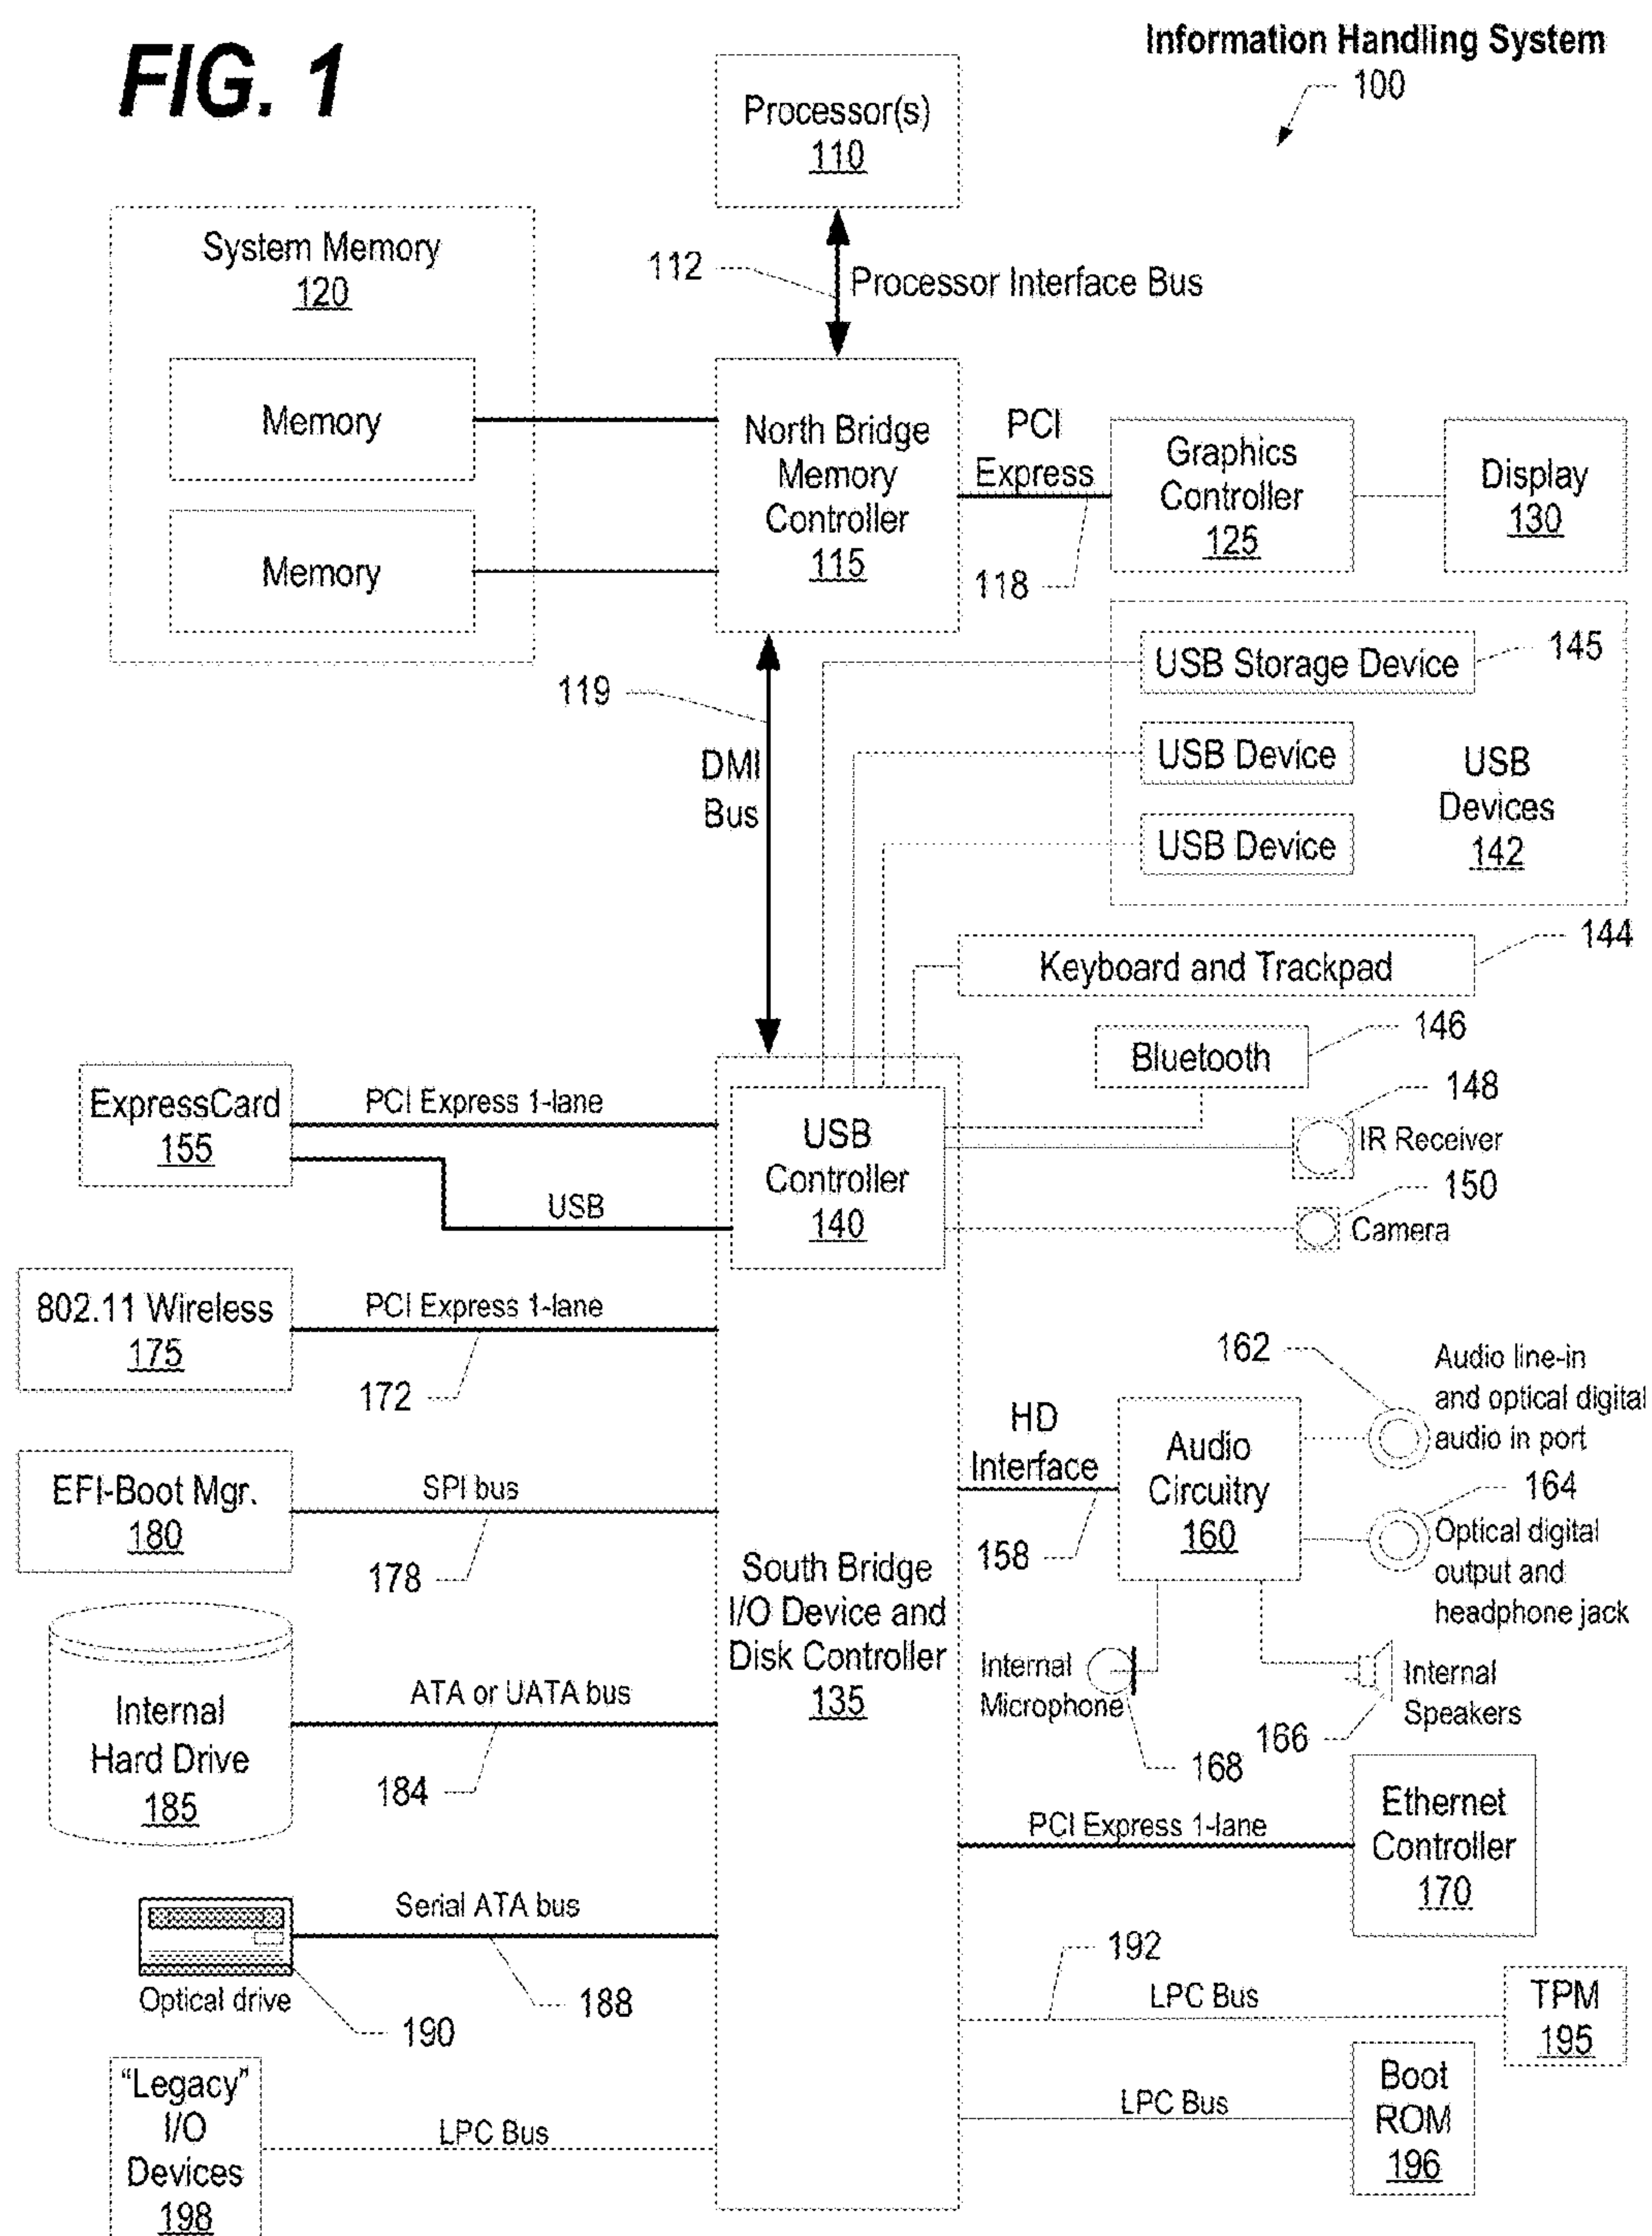 FIG. 1
Information Handling System
100
Processor(s)
110
System Memory
120
112
Processor Interface Bus
Memory
Memory
North Bridge
Memory
Controller
115
PCI
Express
118
Graphics
Controller
125
Display
130
119
DMI
Bus
USB Storage Device
145
USB Device
USB Device
USB
Devices
142
Keyboard and Trackpad
144
Bluetooth
146
148
IR Receiver
150
Camera
ExpressCard
155
PCI Express 1-lane
USB
USB
Controller
140
802.11 Wireless
175
PCI Express 1-lane
172
EFI-Boot Mgr.
180
SPI bus
178
South Bridge
I/O Device and
Disk Controller
135
HD
Interface
158
Audio
Circuitry
160
162
Audio line-in
and optical digital
audio in port
164
Optical digital
output and
headphone jack
Internal
Microphone
168
166
Internal
Speakers
Internal
Hard Drive
185
ATA or UATA bus
184
PCI Express 1-lane
Ethernet
Controller
170
Serial ATA bus
188
Optical drive
190
192
LPC Bus
TPM
195
"Legacy"
I/O
Devices
198
LPC Bus
LPC Bus
Boot
ROM
196